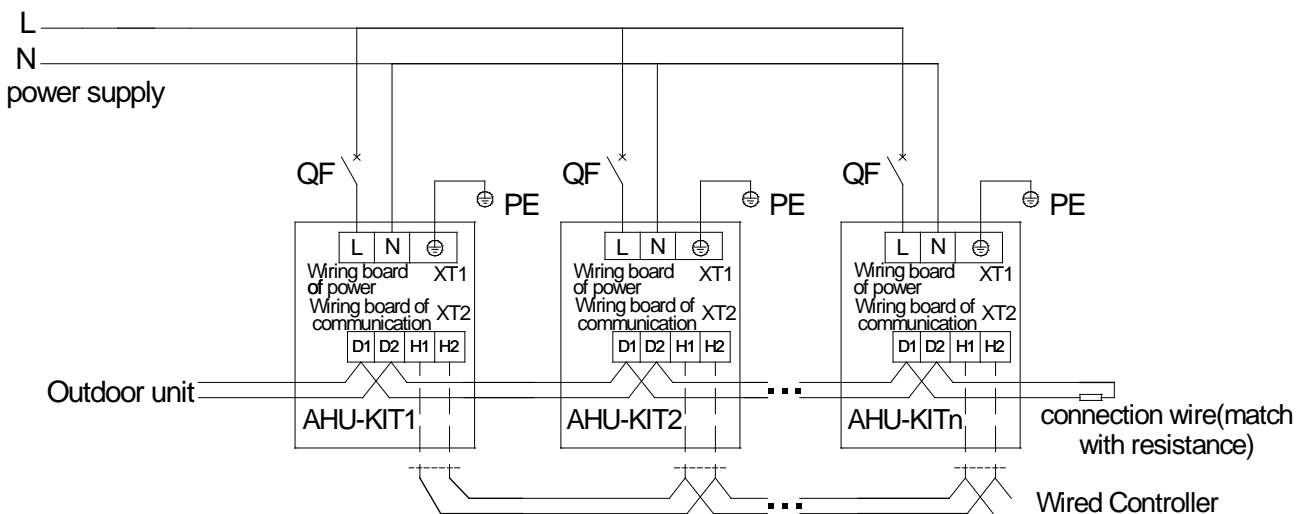 L
N
power supply
QF
PE
QF
PE
QF
PE
L N
Wiring board
of power
XT1
Wiring board of
communication
XT2
D1 D2 H1 H2
L N
Wiring board
of power
XT1
Wiring board of
communication
XT2
D1 D2 H1 H2
L N
Wiring board
of power
XT1
Wiring board of
communication
XT2
D1 D2 H1 H2
Outdoor unit
AHU-KIT1
AHU-KIT2
AHU-KITn
connection wire(match
with resistance)
Wired Controller